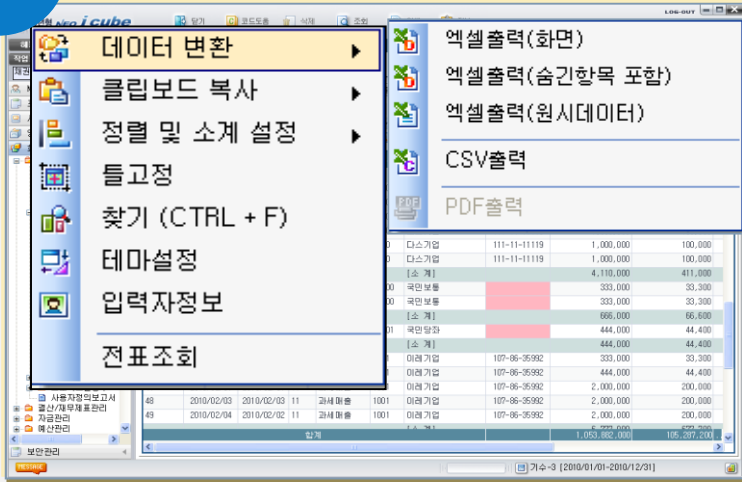 NEO i cube
LOG-OUT
닫기 코드도움 삭제 조회
데이터 변환
클립보드 복사
정렬 및 소계 설정
틀고정
찾기 (CTRL + F)
테마설정
입력자정보
전표조회
엑셀출력(화면)
엑셀출력(숨긴항목 포함)
엑셀출력(원시데이터)
CSV출력
PDF출력
다스기업 111-11-11119 1,000,000 100,000
다스기업 111-11-11119 1,000,000 100,000
[소 계] 4,110,000 411,000
국민보통 333,000 33,300
국민보통 333,000 33,300
[소 계] 666,000 66,600
국민당좌 444,000 44,400
[소 계] 444,000 44,400
미래기업 107-86-35992 333,000 33,300
미래기업 107-86-35992 444,000 44,400
미래기업 107-86-35992 2,000,000 200,000
48 2010/02/03 2010/02/03 11 과세매출 1001 미래기업 107-86-35992 2,000,000 200,000
49 2010/02/04 2010/02/02 11 과세매출 1001 미래기업 107-86-35992 2,000,000 200,000
합계 1,053,882,000 105,287,200
사용자정의보고서
결산/재무제표관리
자금관리
예산관리
보안관리
MESSAGE
기수-3 [2010/01/01-2010/12/31]